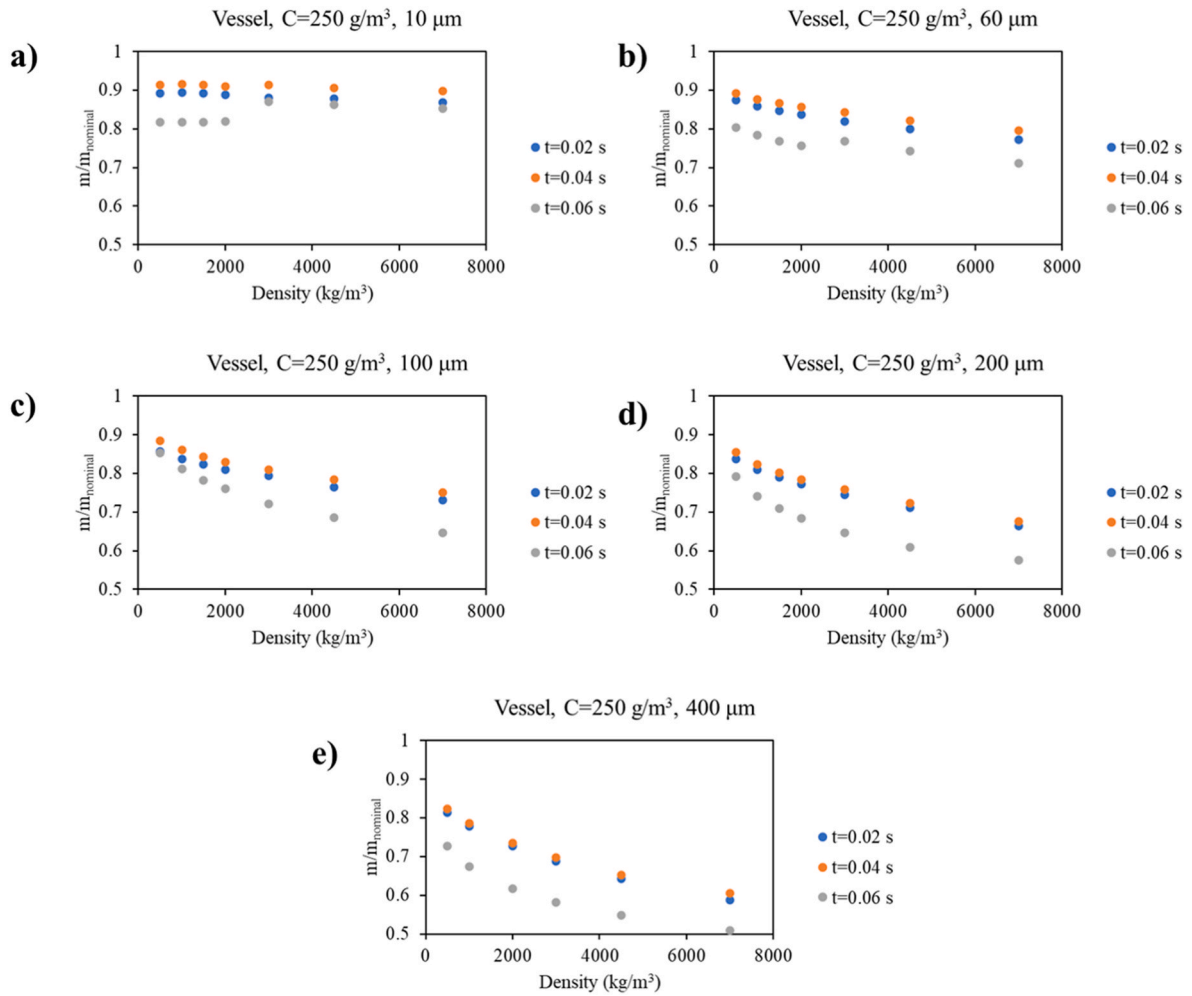 Vessel, C=250 g/m³, 10 μm
a)
1
0.9
0.8
0.7
0.6
0.5
m/mnominal
0 2000 4000 6000 8000
Density (kg/m³)
t=0.02 s
t=0.04 s
t=0.06 s
Vessel, C=250 g/m³, 60 μm
b)
1
0.9
0.8
0.7
0.6
0.5
m/mnominal
0 2000 4000 6000 8000
Density (kg/m³)
t=0.02 s
t=0.04 s
t=0.06 s
Vessel, C=250 g/m³, 100 μm
c)
1
0.9
0.8
0.7
0.6
0.5
m/mnominal
0 2000 4000 6000 8000
Density (kg/m³)
t=0.02 s
t=0.04 s
t=0.06 s
Vessel, C=250 g/m³, 200 μm
d)
1
0.9
0.8
0.7
0.6
0.5
m/mnominal
0 2000 4000 6000 8000
Density (kg/m³)
t=0.02 s
t=0.04 s
t=0.06 s
Vessel, C=250 g/m³, 400 μm
e)
1
0.9
0.8
0.7
0.6
0.5
m/mnominal
0 2000 4000 6000 8000
Density (kg/m³)
t=0.02 s
t=0.04 s
t=0.06 s